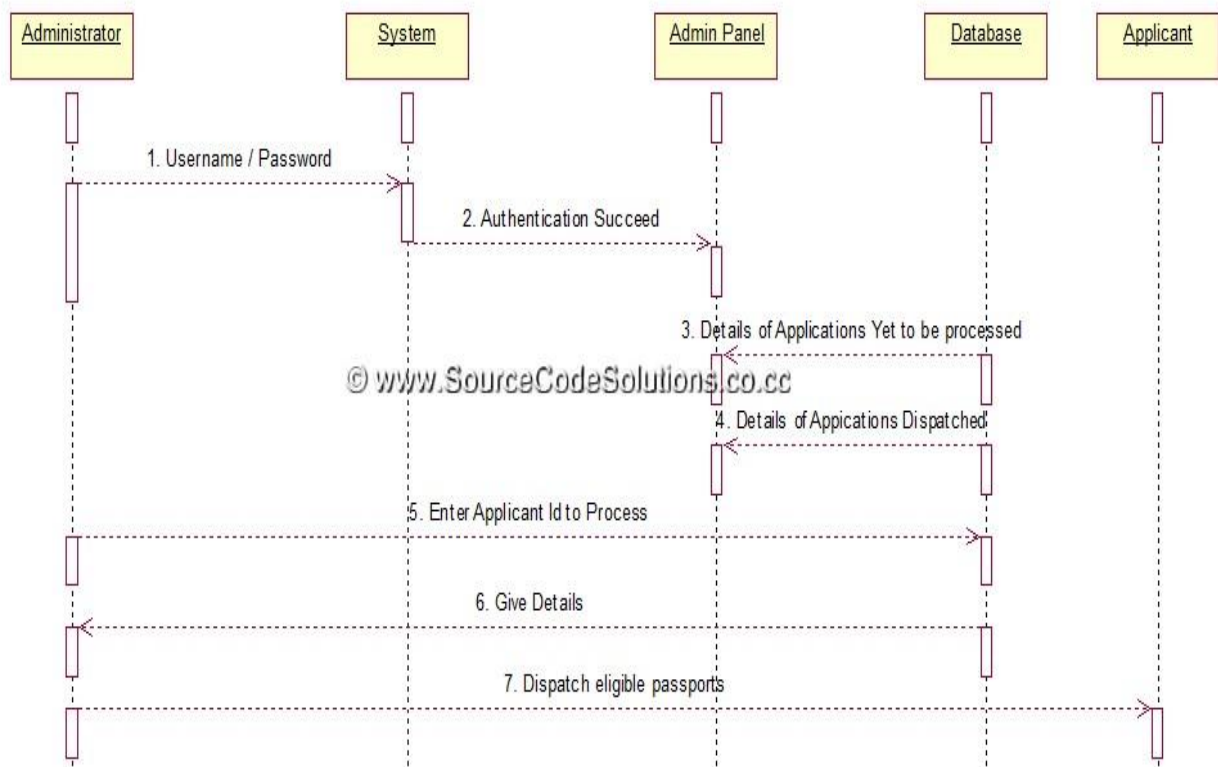 Administrator
System
Admin Panel
Database
Applicant
1. Username / Password
2. Authentication Succeed
3. Details of Applications Yet to be processed
© www.SourceCodeSolutions.co.cc
4. Details of Appications Dispatched
5. Enter Applicant Id to Process
6. Give Details
7. Dispatch eligible passports